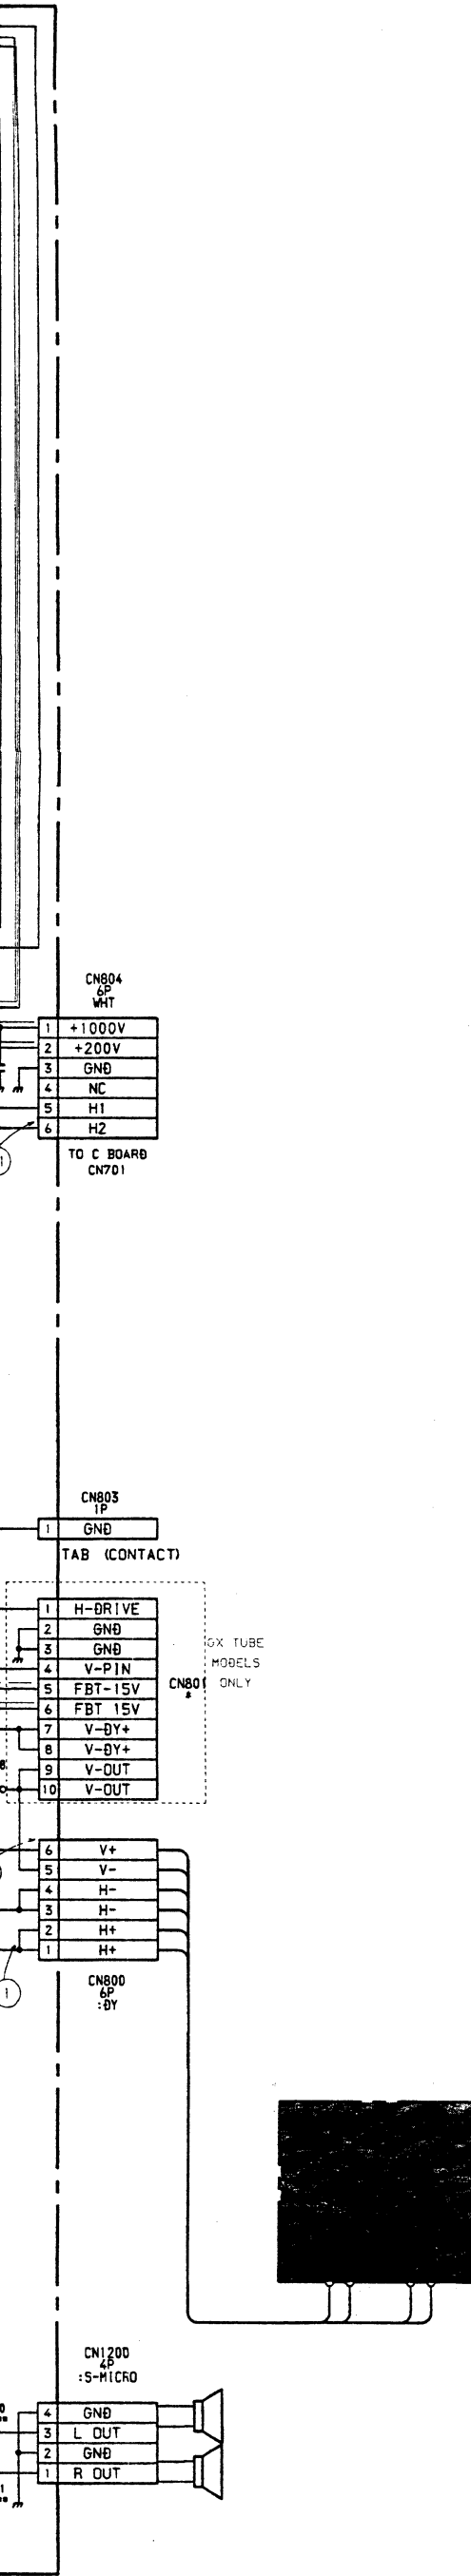 CN804
6P
WHT
1 +1000V
2 +200V
3 GND
4 NC
5 H1
6 H2
TO C BOARD
CN701
CN803
1P
1 GND
TAB (CONTACT)
1 H-DRIVE
2 GND
3 GND
4 V-PIN
5 FBT-15V
6 FBT 15V
7 V-DY+
8 V-DY+
9 V-OUT
10 V-OUT
CN801
*
GX TUBE
MODELS
ONLY
6 V+
5 V-
4 H-
3 H-
2 H+
1 H+
CN800
6P
:DY
1
CN1200
4P
:S-MICRO
4 GND
3 L OUT
2 GND
1 R OUT